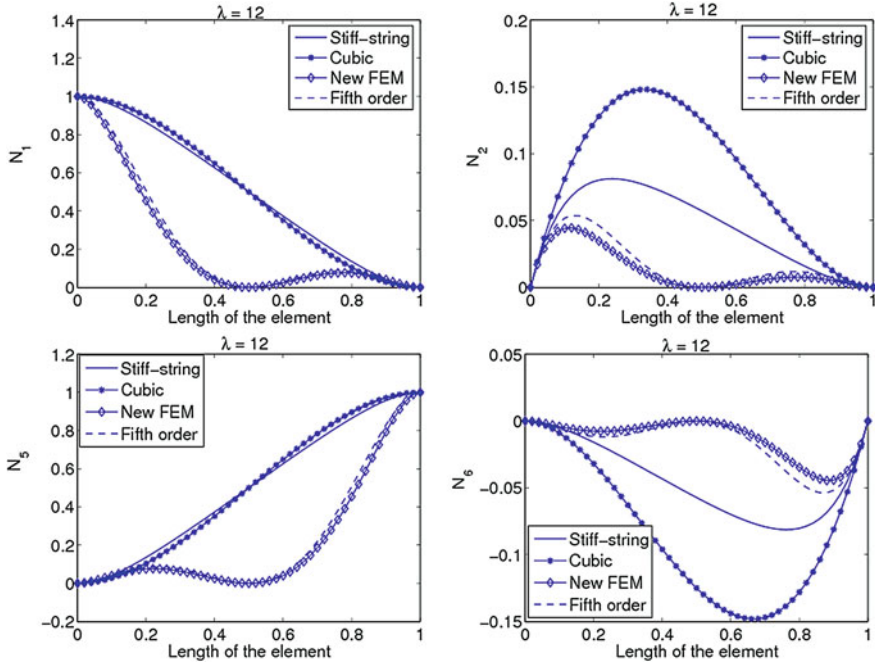 λ = 12
1.4
1.2
1
0.8
0.6
0.4
0.2
0
N1
Stiff-string
Cubic
New FEM
Fifth order
0 0.2 0.4 0.6 0.8 1
Length of the element
λ = 12
0.2
0.15
0.1
0.05
0
N2
Stiff-string
Cubic
New FEM
Fifth order
0 0.2 0.4 0.6 0.8 1
Length of the element
λ = 12
1.2
1
0.8
0.6
0.4
0.2
0
−0.2
N5
Stiff-string
Cubic
New FEM
Fifth order
0 0.2 0.4 0.6 0.8 1
Length of the element
λ = 12
0.05
0
−0.05
−0.1
−0.15
N6
Stiff-string
Cubic
New FEM
Fifth order
0 0.2 0.4 0.6 0.8 1
Length of the element